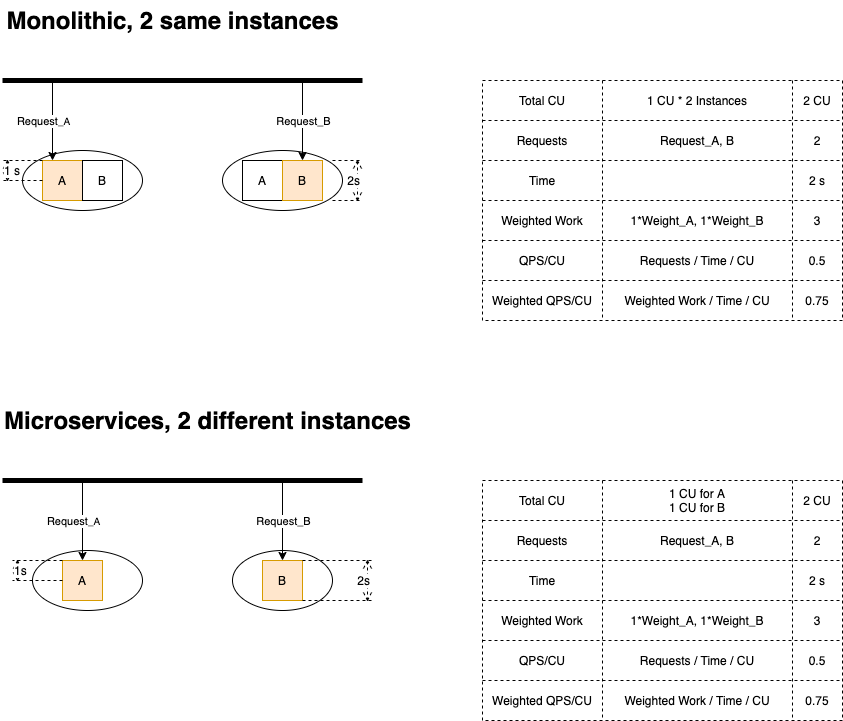 Monolithic, 2 same instances
Request_A
Request_B
1 s
A
B
A
B
2s
Total CU
1 CU * 2 Instances
2 CU
Requests
Request_A, B
2
Time
2 s
Weighted Work
1*Weight_A, 1*Weight_B
3
QPS/CU
Requests / Time / CU
0.5
Weighted QPS/CU
Weighted Work / Time / CU
0.75
Microservices, 2 different instances
Request_A
Request_B
1s
A
B
2s
Total CU
1 CU for A
1 CU for B
2 CU
Requests
Request_A, B
2
Time
2 s
Weighted Work
1*Weight_A, 1*Weight_B
3
QPS/CU
Requests / Time / CU
0.5
Weighted QPS/CU
Weighted Work / Time / CU
0.75